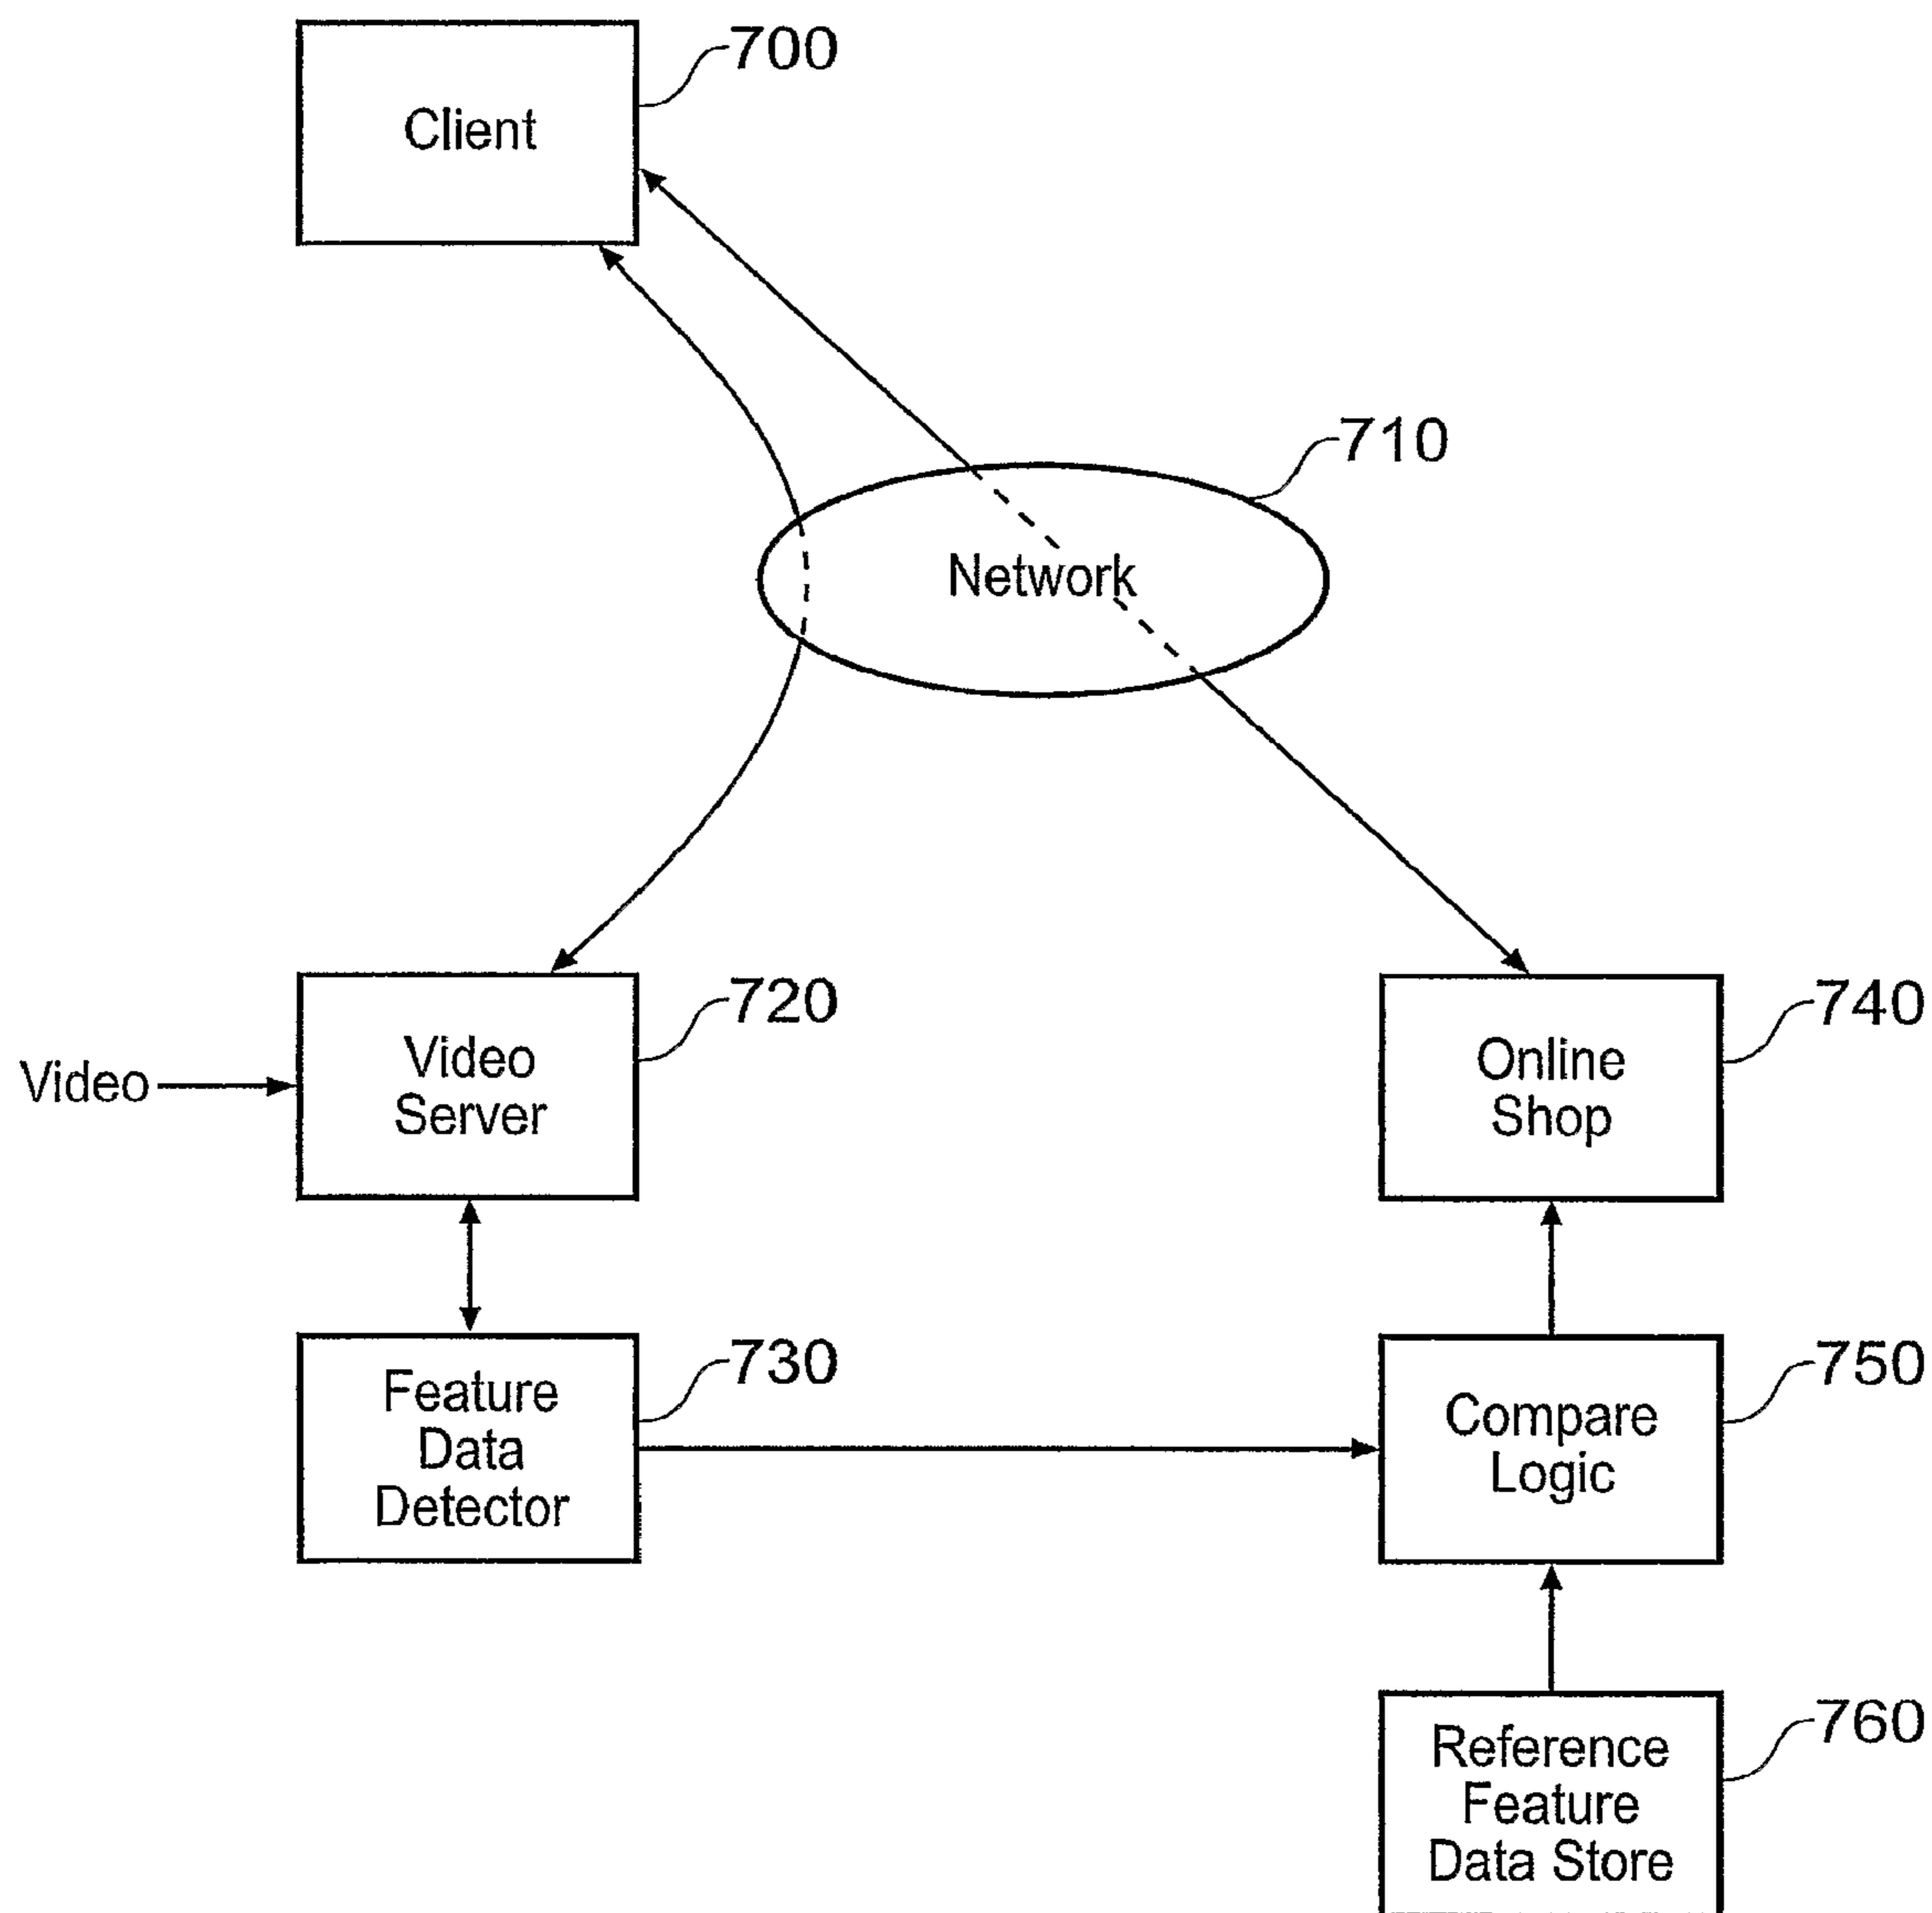 700
Client
710
Network
720
Video
Server
Video
740
Online
Shop
730
Feature
Data
Detector
750
Compare
Logic
760
Reference
Feature
Data Store